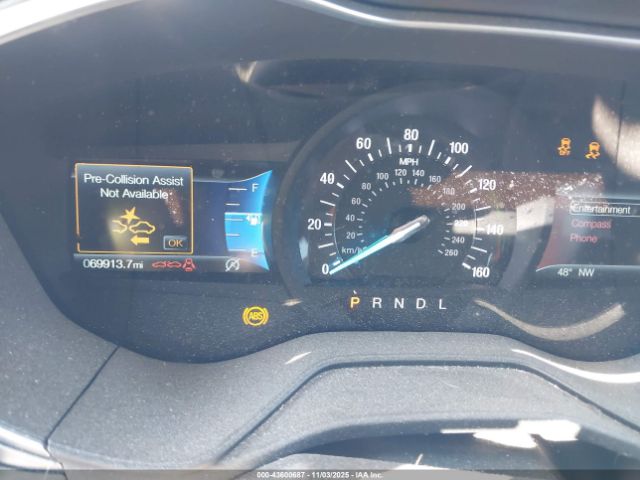 Pre-Collision Assist
Not Available
OK
069913.7mi
F
E
0 20 40 60 80 100 120 140 160
MPH
20 40 60 80 100 120 140 160 180 200 220 240 260
km/h
P R N D L
ABS
Entertainment
Compass
Phone
48° NW
000-43600687 - 11/03/2025 - IAA Inc.